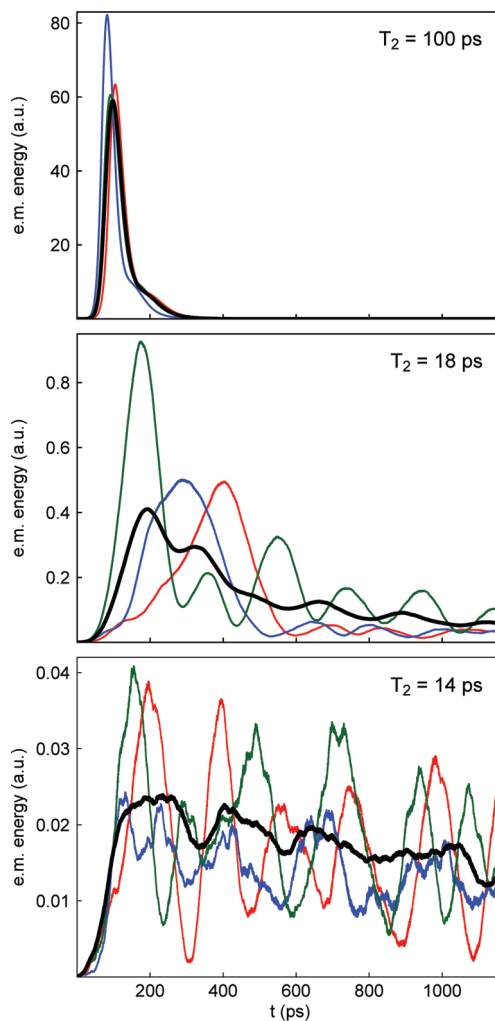 80
60
40
20
e.m. energy (a.u.)
T₂ = 100 ps
0.8
0.6
0.4
0.2
e.m. energy (a.u.)
T₂ = 18 ps
0.04
0.03
0.02
0.01
e.m. energy (a.u.)
T₂ = 14 ps
200 400 600 800 1000
t (ps)